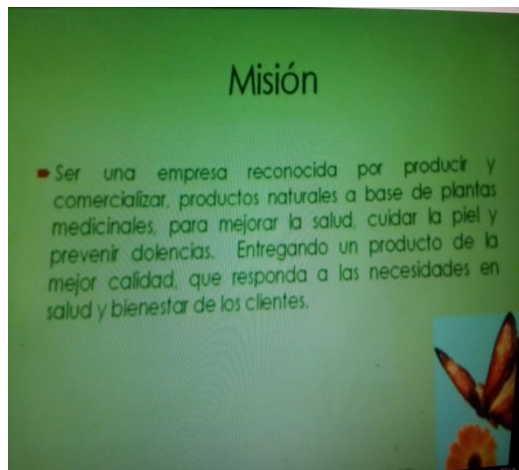 Misión
Ser una empresa reconocida por producir y
comercializar, productos naturales a base de plantas
medicinales, para mejorar la salud, cuidar la piel y
prevenir dolencias. Entregando un producto de la
mejor calidad, que responda a las necesidades en
salud y bienestar de los clientes.